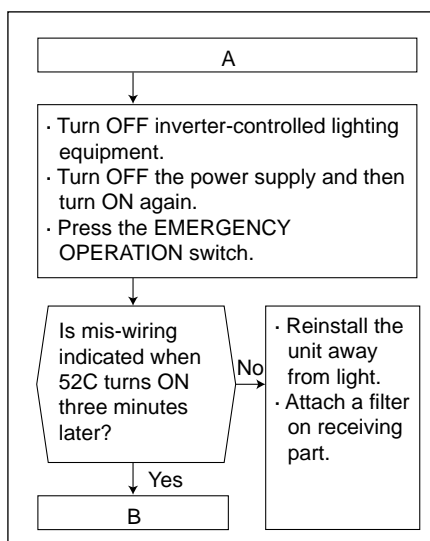 A
· Turn OFF inverter-controlled lighting
equipment.
· Turn OFF the power supply and then
turn ON again.
· Press the EMERGENCY
OPERATION switch.
Is mis-wiring
indicated when
52C turns ON
three minutes
later?
No
· Reinstall the
unit away
from light.
· Attach a filter
on receiving
part.
Yes
B